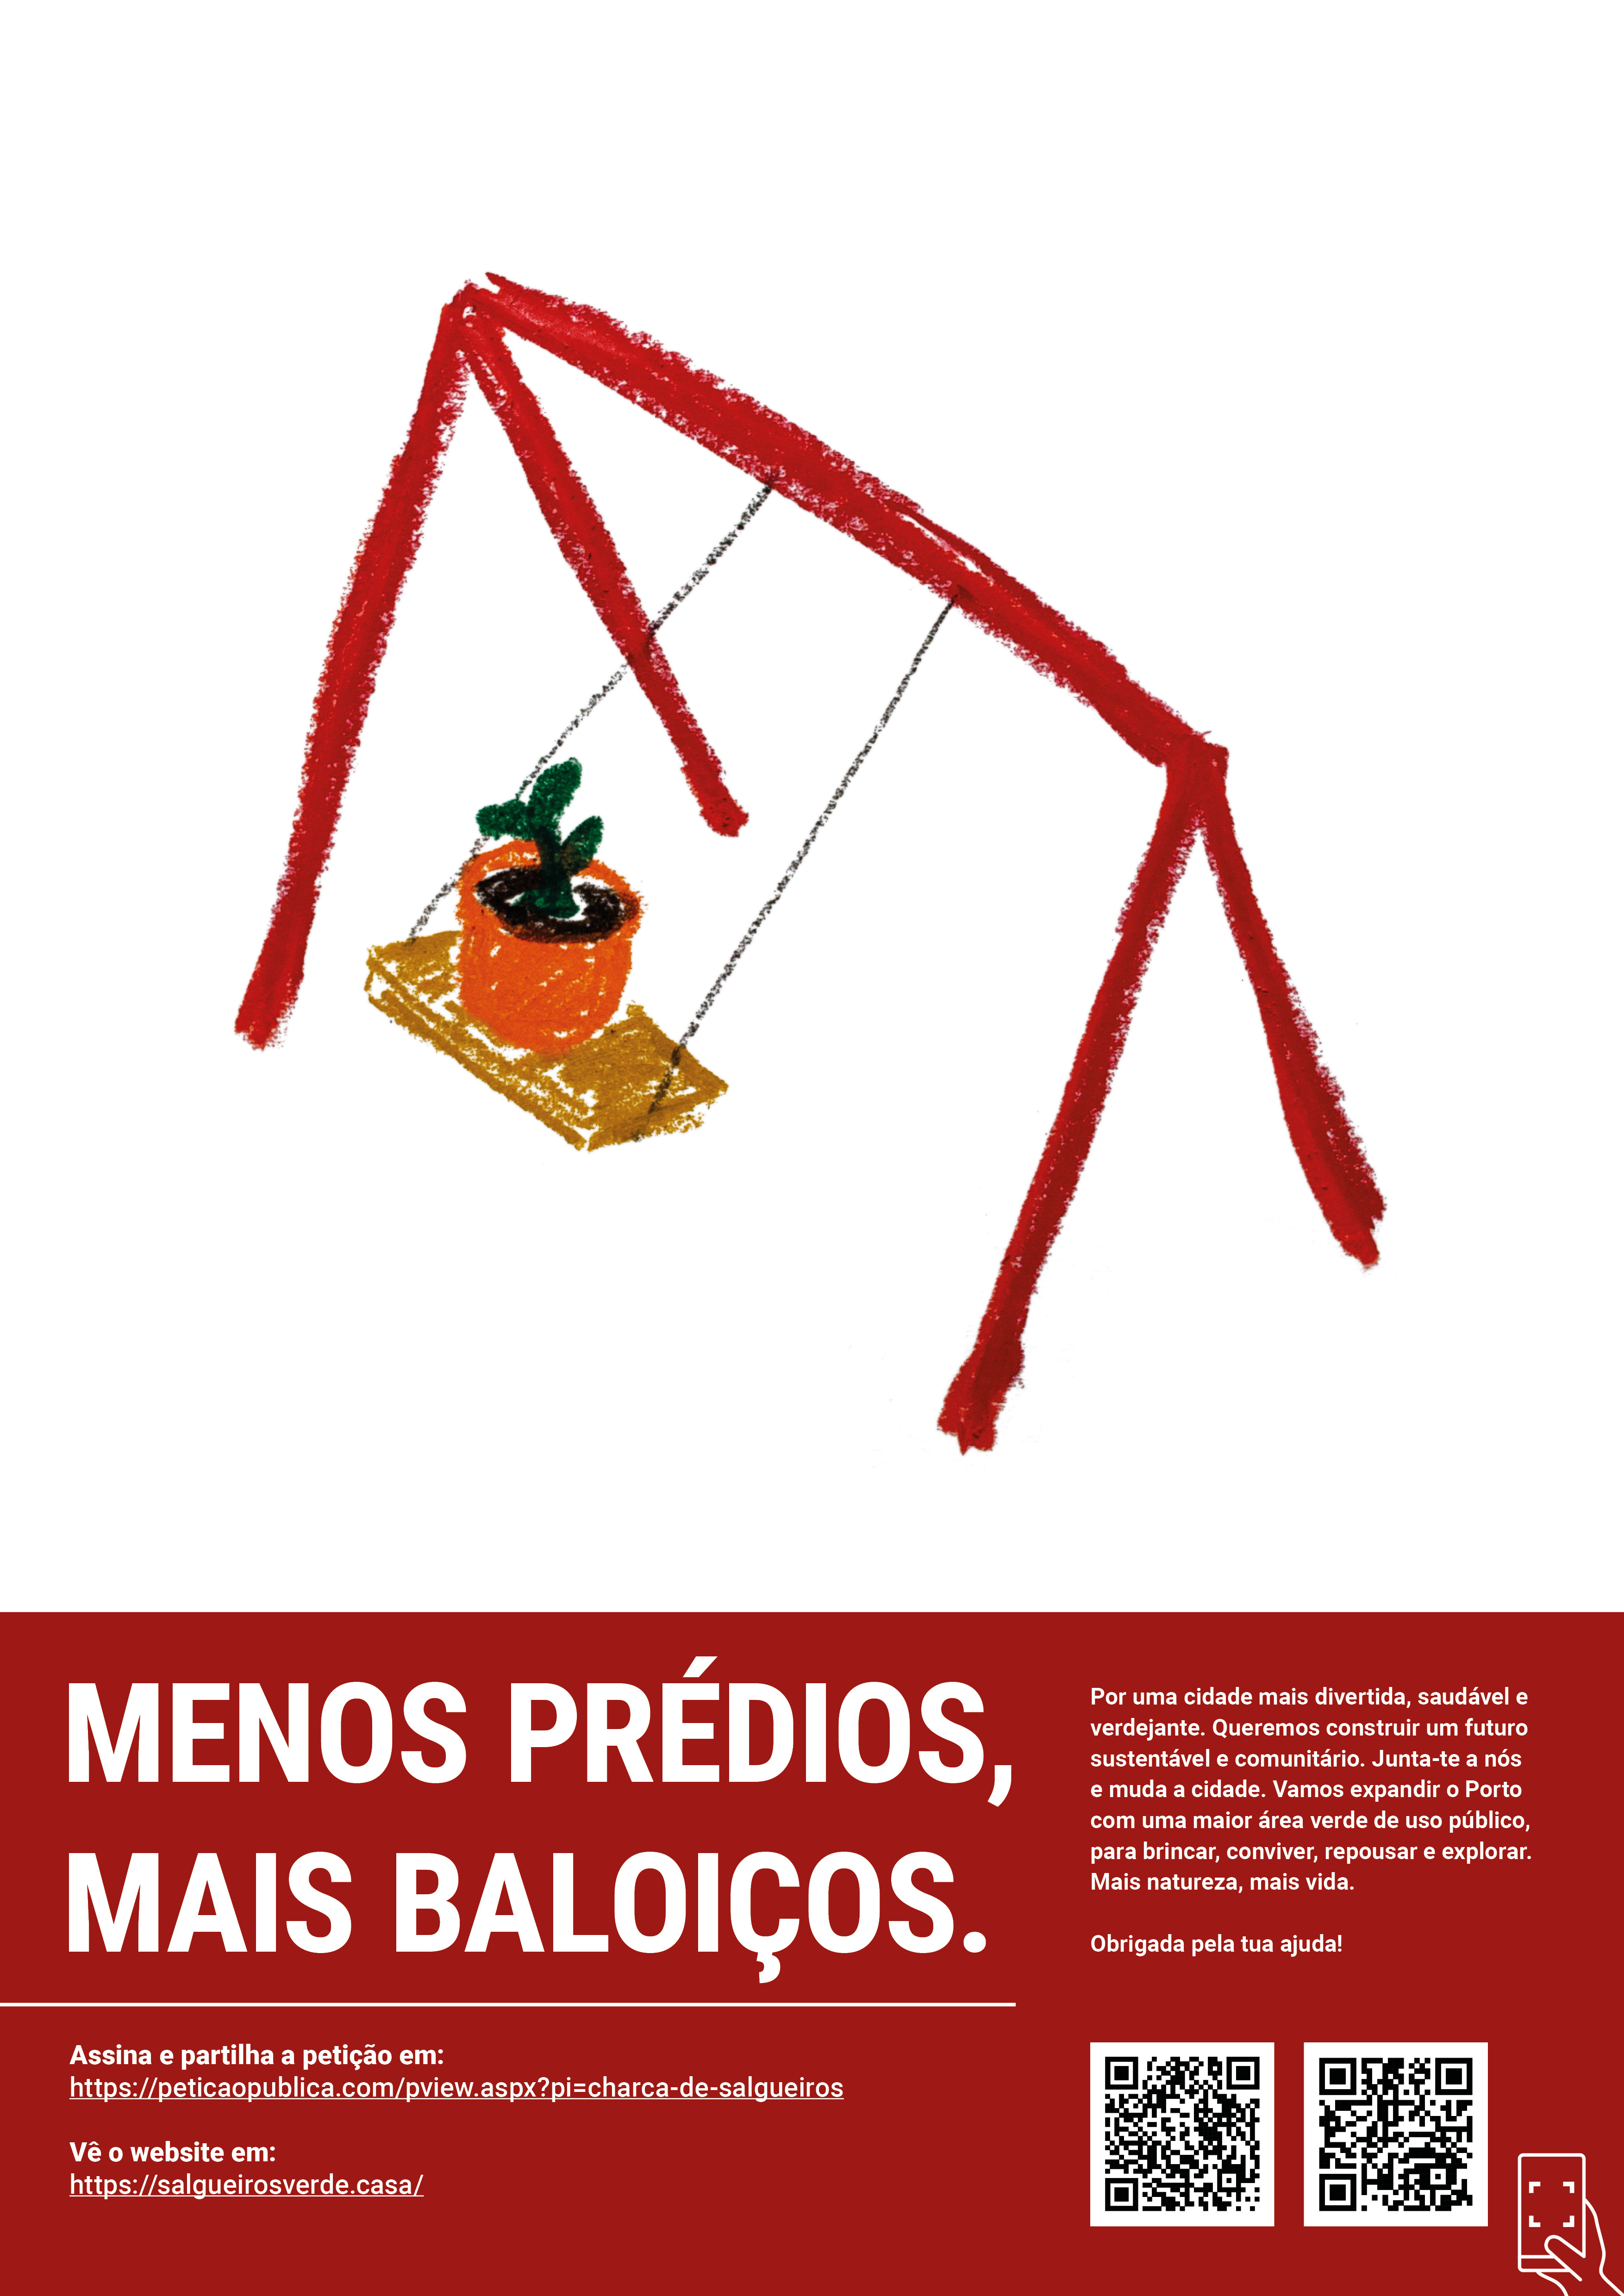 MENOS PRÉDIOS,
MAIS BALOIÇOS.
Por uma cidade mais divertida, saudável e
verdejante. Queremos construir um futuro
sustentável e comunitário. Junta-te a nós
e muda a cidade. Vamos expandir o Porto
com uma maior área verde de uso público,
para brincar, conviver, repousar e explorar.
Mais natureza, mais vida.
Obrigada pela tua ajuda!
Assina e partilha a petição em:
https://peticaopublica.com/pview.aspx?pi=charca-de-salgueiros
Vê o website em:
https://salgueirosverde.casa/